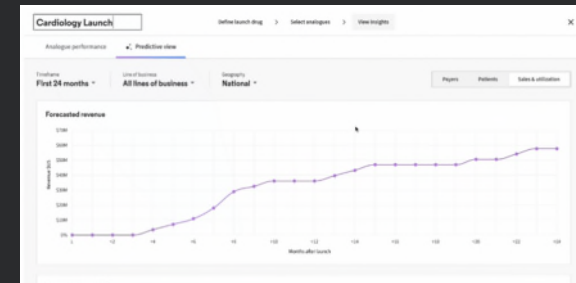 Cardiology Launch
Define launch drug > Select analogues > View insights
Analogue performance
Predictive view
Timeframe
First 24 months
Line of business
All lines of business
Geography
National
Payers Patients Sales & utilization
Forecasted revenue
Months after launch